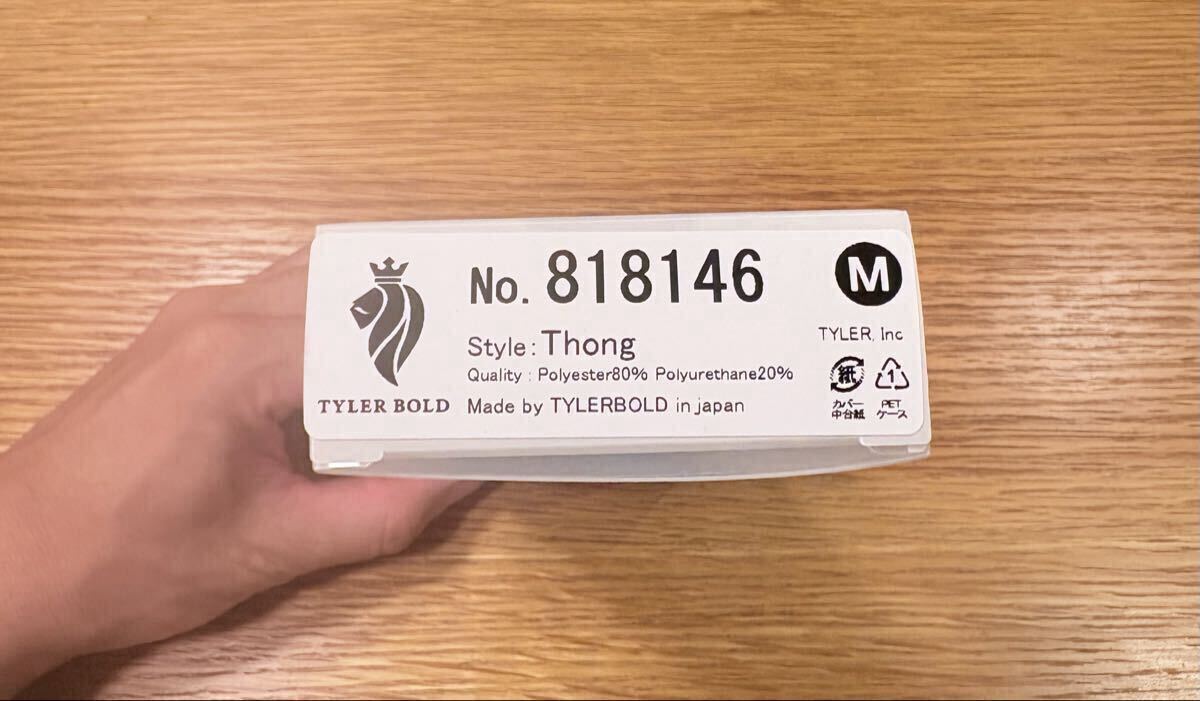 No. 818146
M
Style : Thong
Quality : Polyester80% Polyurethane20%
Made by TYLERBOLD in japan
TYLER BOLD
TYLER, Inc
紙
カバー
中台紙
1
PET
ケース